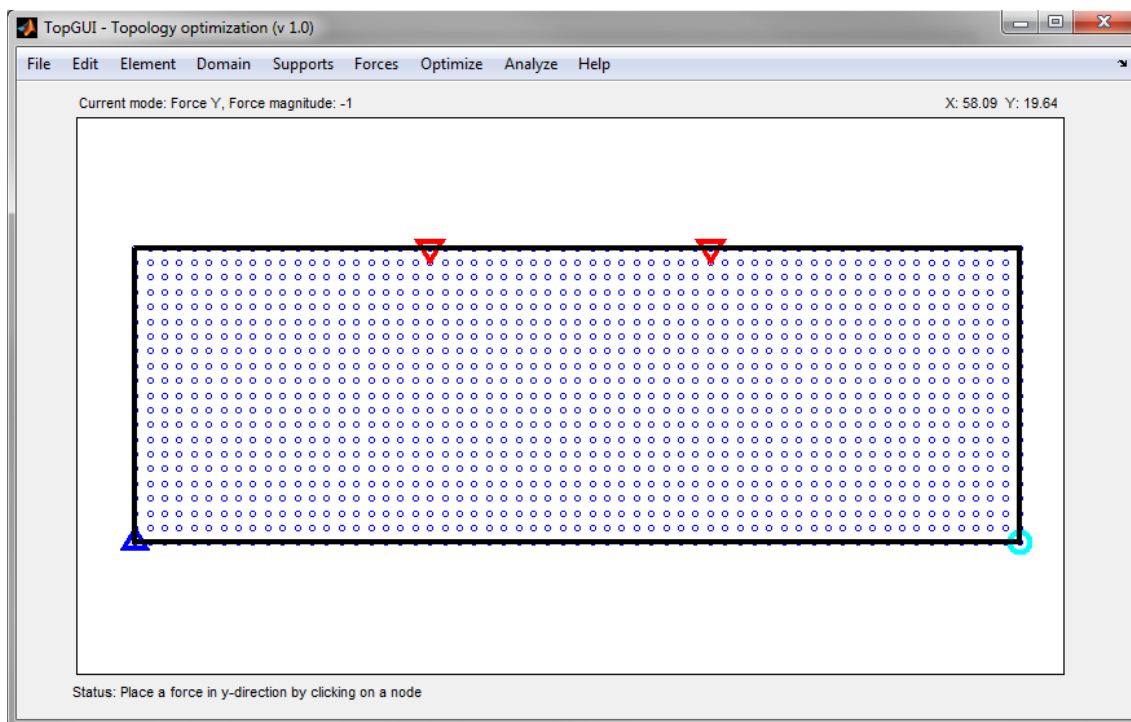 TopGUI - Topology optimization (v 1.0)
File Edit Element Domain Supports Forces Optimize Analyze Help
Current mode: Force Y, Force magnitude: -1 X: 58.09 Y: 19.64
Status: Place a force in y-direction by clicking on a node